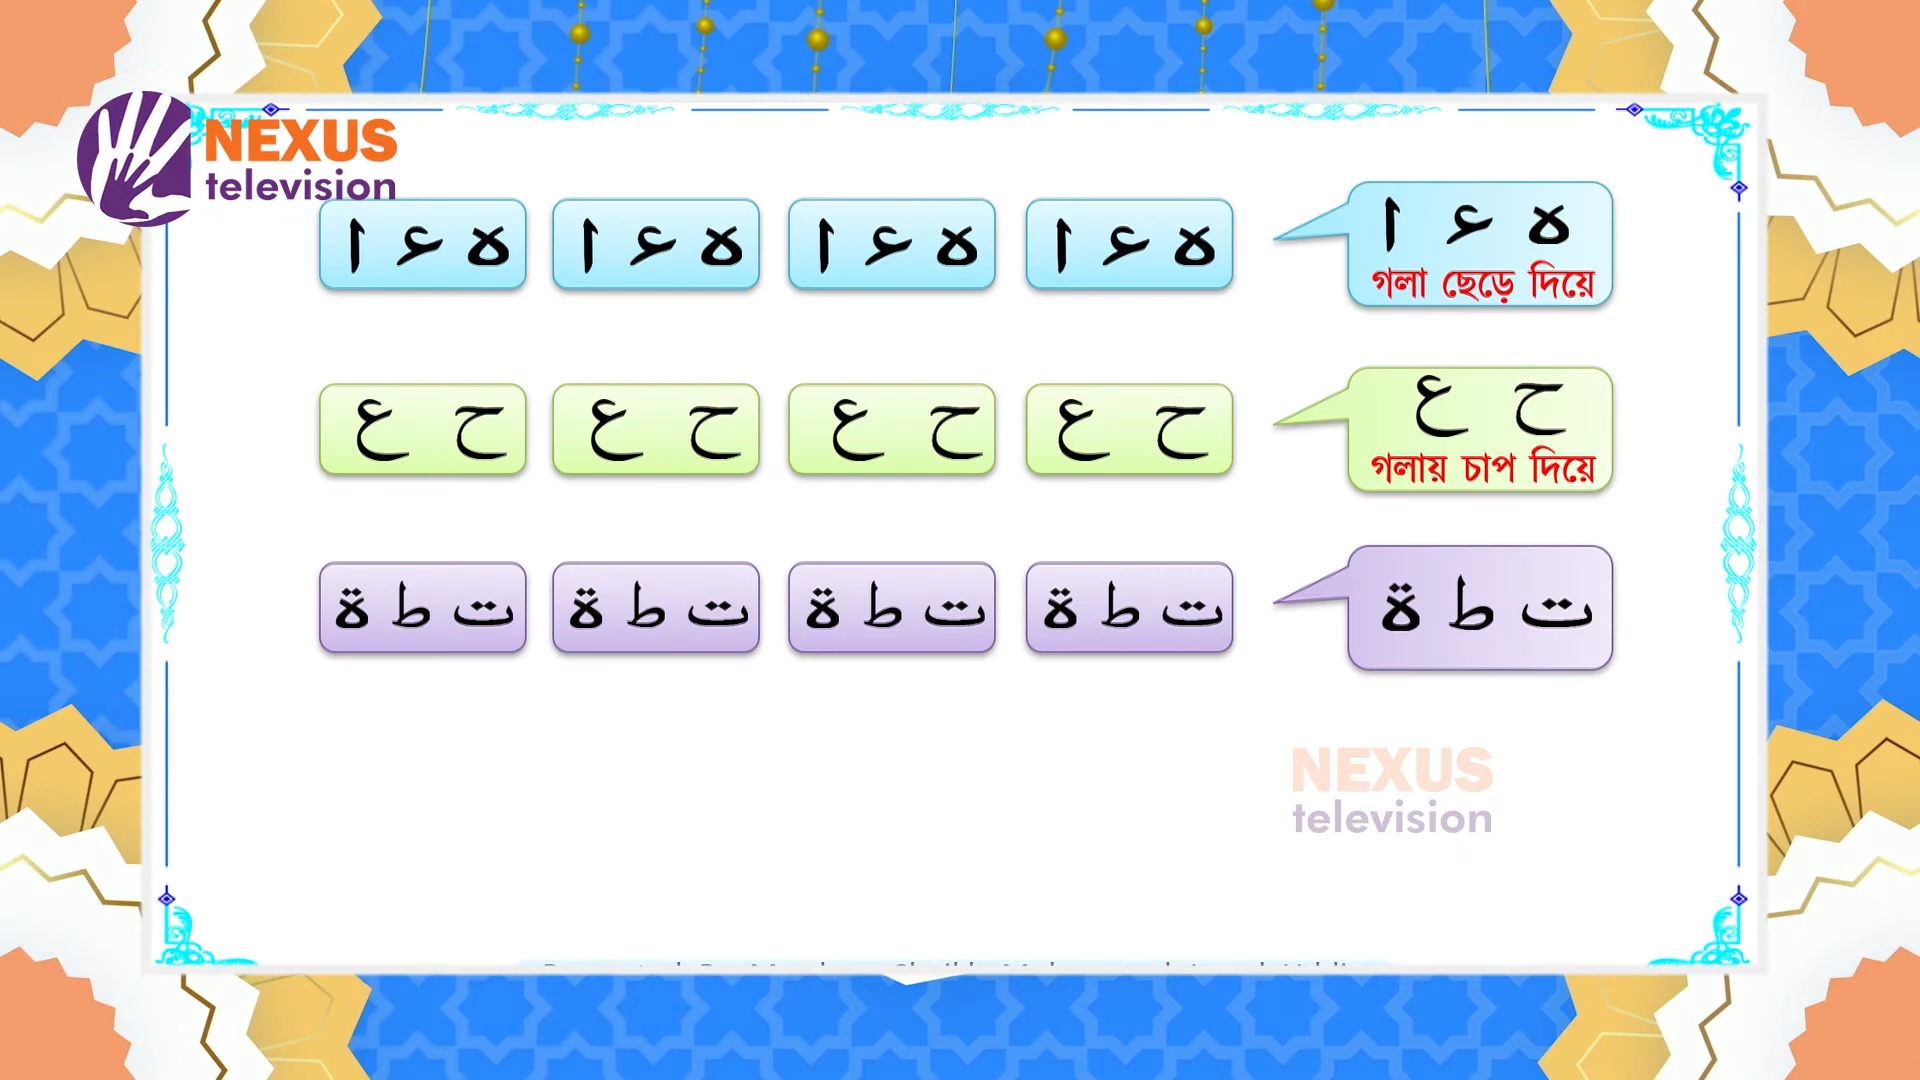 NEXUS
television
ه ء ا ه ء ا ه ء ا ه ء ا ه ء ا
গলা ছেড়ে দিয়ে
ح ع ح ع ح ع ح ع ح ع
গলায় চাপ দিয়ে
ت ط ة ت ط ة ت ط ة ت ط ة ت ط ة
NEXUS
television